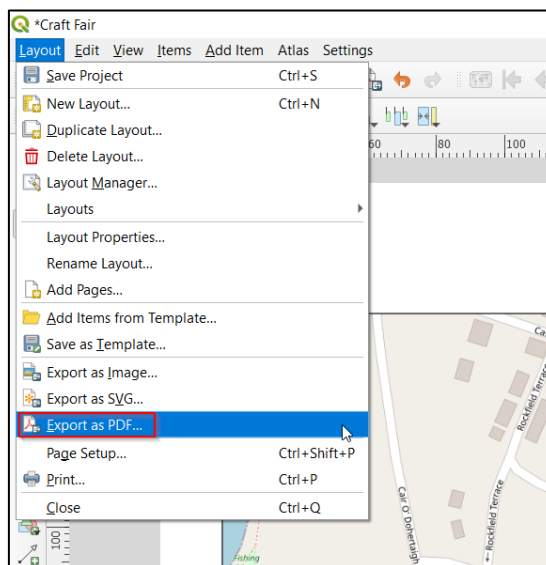 *Craft Fair
Layout Edit View Items Add Item Atlas Settings
Save Project Ctrl+S
New Layout... Ctrl+N
Duplicate Layout...
Delete Layout...
Layout Manager...
Layouts
Layout Properties...
Rename Layout...
Add Pages...
Add Items from Template...
Save as Template...
Export as Image...
Export as SVG...
Export as PDF...
Page Setup... Ctrl+Shift+P
Print... Ctrl+P
Close Ctrl+Q
60 80 100
100
Rockfield Terrace
Cair O' Dohertaigh
← Rockfield Terrace
Fishing